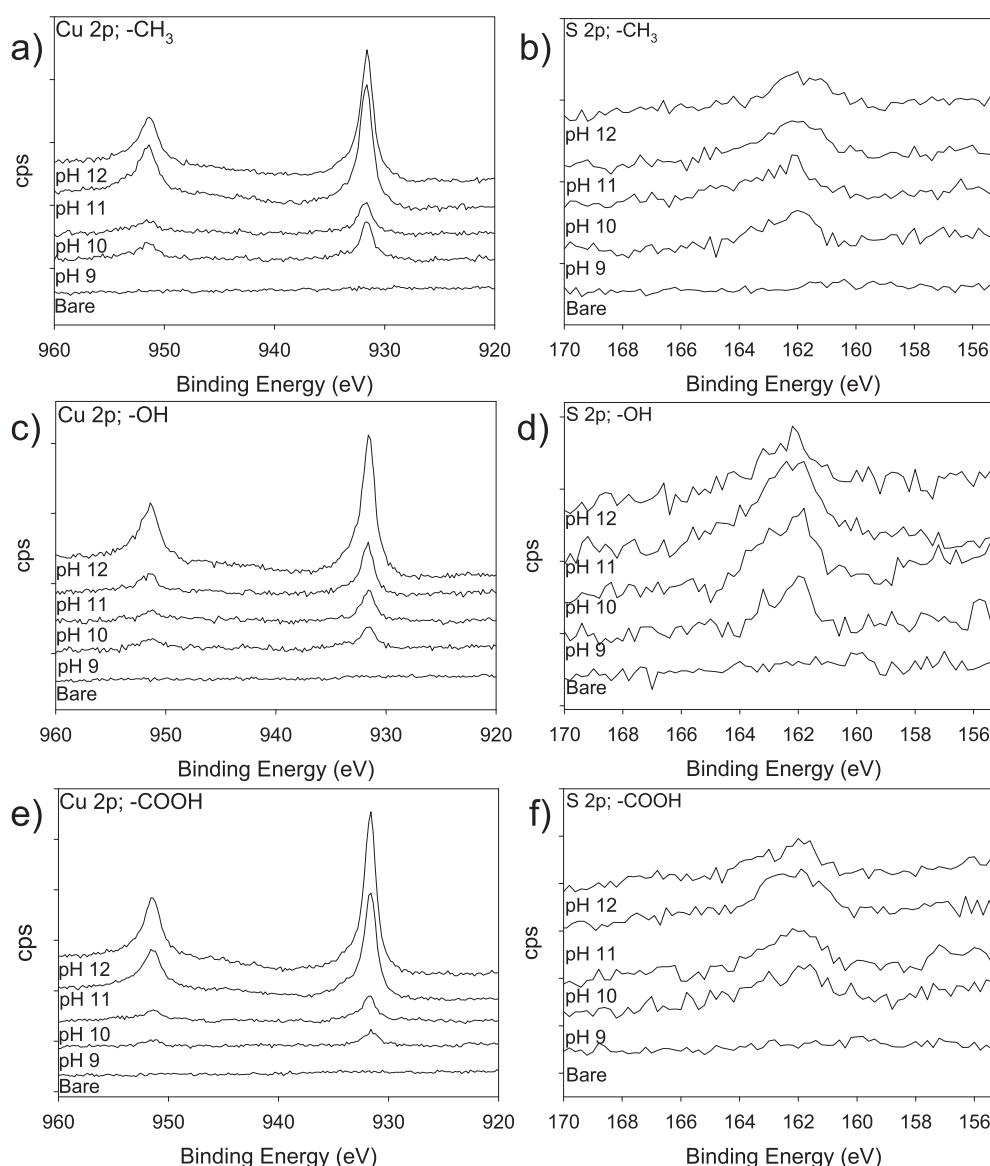 a)
Cu 2p; -CH₃
cps
pH 12
pH 11
pH 10
pH 9
Bare
960 950 940 930 920
Binding Energy (eV)
b)
S 2p; -CH₃
pH 12
pH 11
pH 10
pH 9
Bare
170 168 166 164 162 160 158 156
Binding Energy (eV)
c)
Cu 2p; -OH
cps
pH 12
pH 11
pH 10
pH 9
Bare
960 950 940 930 920
Binding Energy (eV)
d)
S 2p; -OH
cps
pH 12
pH 11
pH 10
pH 9
Bare
170 168 166 164 162 160 158 156
Binding Energy (eV)
e)
Cu 2p; -COOH
cps
pH 12
pH 11
pH 10
pH 9
Bare
960 950 940 930 920
Binding Energy (eV)
f)
S 2p; -COOH
cps
pH 12
pH 11
pH 10
pH 9
Bare
170 168 166 164 162 160 158 156
Binding Energy (eV)